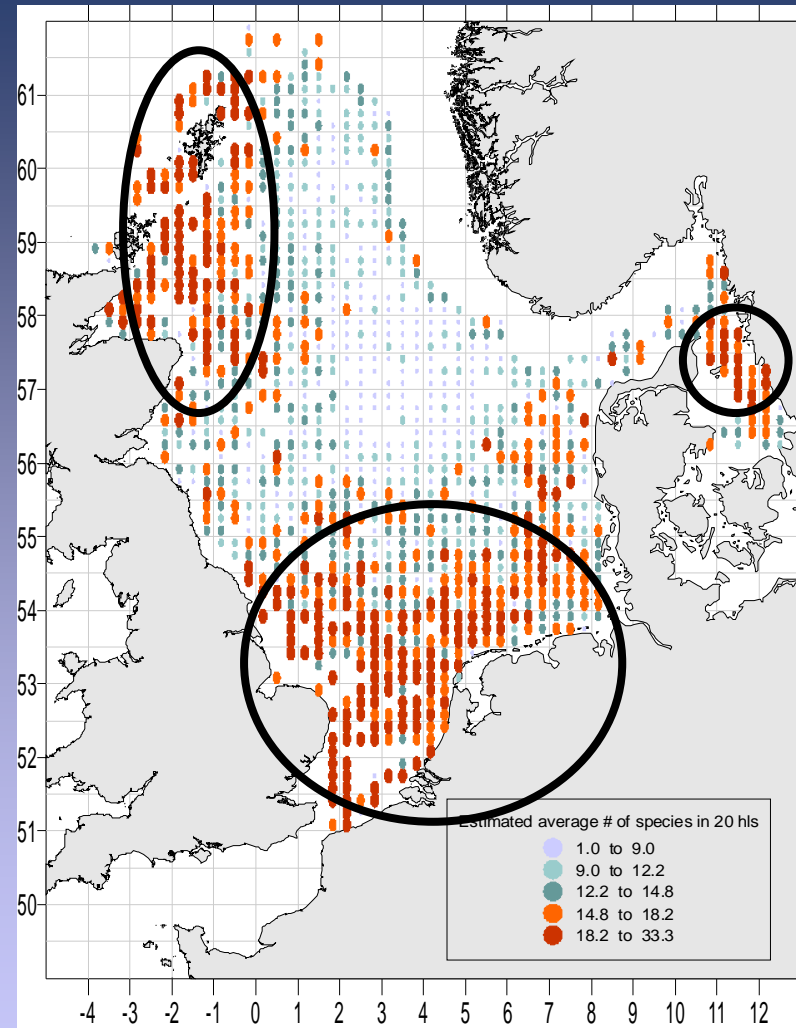 61
60
59
58
57
56
55
54
53
52
51
50
Estimated average # of species in 20 hls
1.0 to 9.0
9.0 to 12.2
12.2 to 14.8
14.8 to 18.2
18.2 to 33.3
-4 -3 -2 -1 0 1 2 3 4 5 6 7 8 9 10 11 12